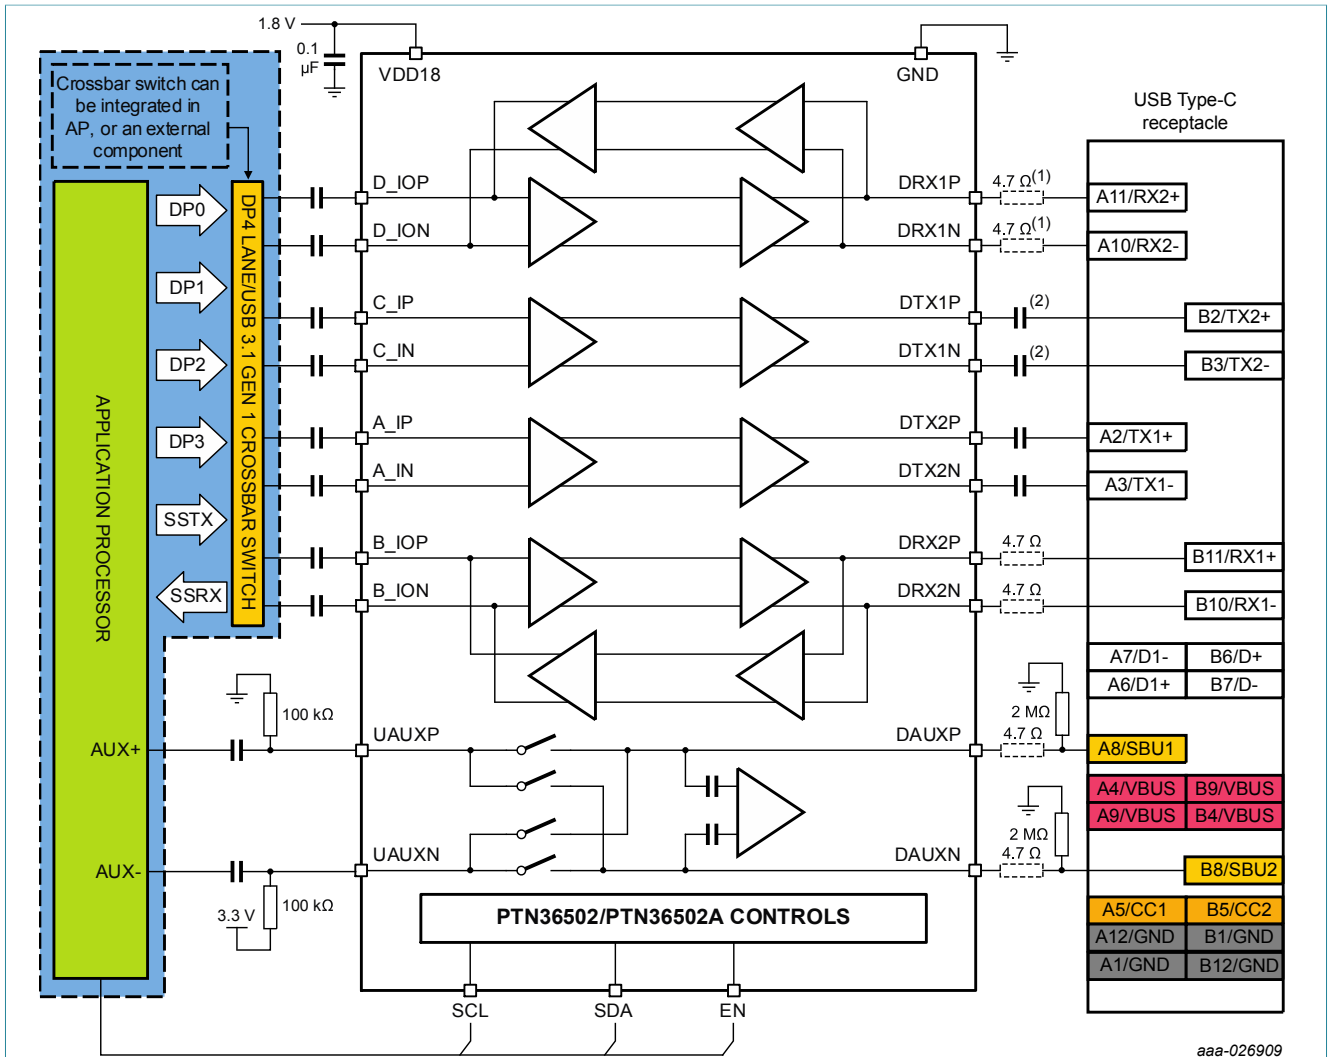 1.8 V
0.1
µF
VDD18
GND
Crossbar switch can
be integrated in
AP, or an external
component
USB Type-C
receptacle
APPLICATION PROCESSOR
DP4 LANE/USB 3.1 GEN 1 CROSSBAR SWITCH
DP0
DP1
DP2
DP3
SSTX
SSRX
D_IOP
DRX1P
4.7 Ω(1)
A11/RX2+
D_ION
DRX1N
4.7 Ω(1)
A10/RX2-
C_IP
DTX1P
(2)
B2/TX2+
C_IN
DTX1N
(2)
B3/TX2-
A_IP
DTX2P
A2/TX1+
A_IN
DTX2N
A3/TX1-
B_IOP
DRX2P
4.7 Ω
B11/RX1+
B_ION
DRX2N
4.7 Ω
B10/RX1-
A7/D1-
B6/D+
A6/D1+
B7/D-
100 kΩ
2 MΩ
AUX+
UAUXP
DAUXP
4.7 Ω
A8/SBU1
A4/VBUS
B9/VBUS
A9/VBUS
B4/VBUS
2 MΩ
AUX-
UAUXN
DAUXN
4.7 Ω
B8/SBU2
3.3 V
100 kΩ
PTN36502/PTN36502A CONTROLS
A5/CC1
B5/CC2
A12/GND
B1/GND
A1/GND
B12/GND
SCL
SDA
EN
aaa-026909